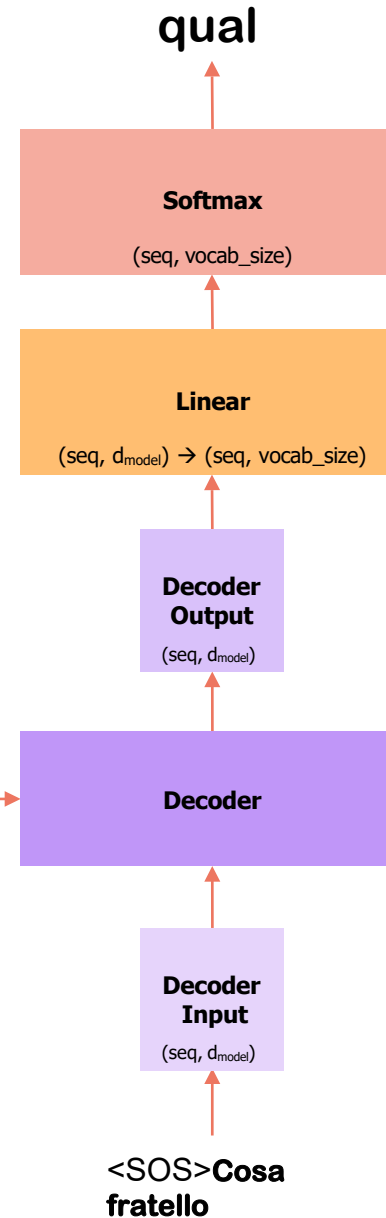 qual
Softmax
(seq, vocab_size)
Linear
(seq, dmodel) → (seq, vocab_size)
Decoder
Output
(seq, dmodel)
Decoder
Decoder
Input
(seq, dmodel)
<SOS>Cosa
fratello